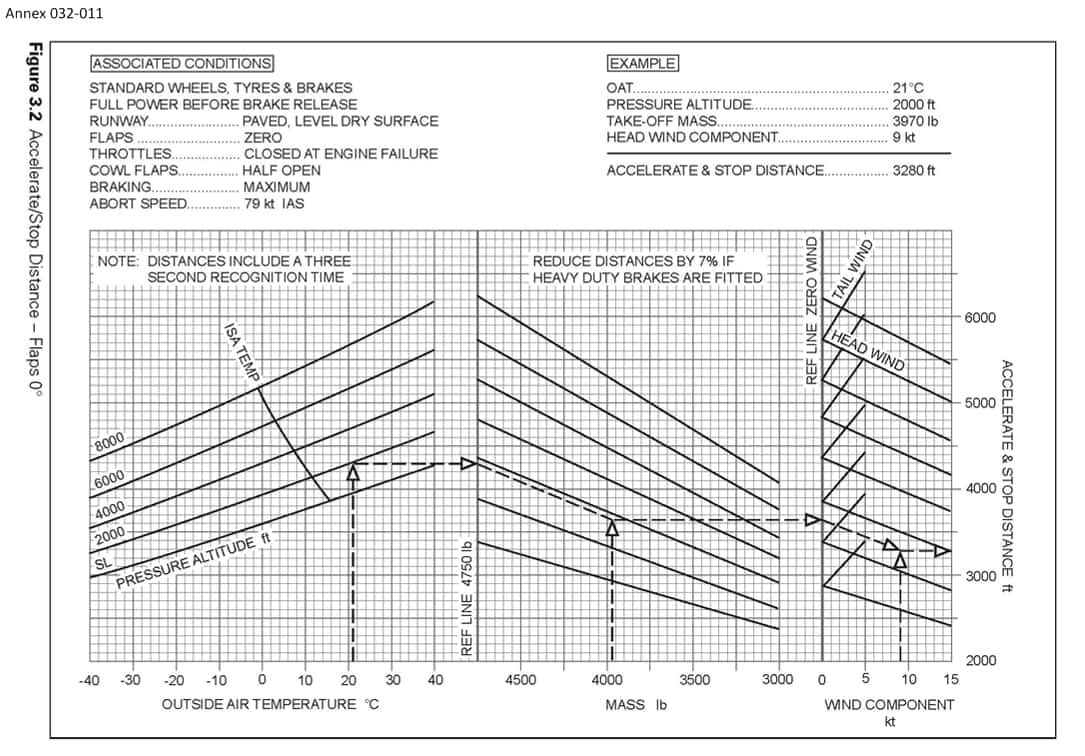 Annex 032-011
Figure 3.2 Accelerate/Stop Distance – Flaps 0°
ASSOCIATED CONDITIONS
STANDARD WHEELS, TYRES & BRAKES
FULL POWER BEFORE BRAKE RELEASE
RUNWAY.................... PAVED, LEVEL DRY SURFACE
FLAPS ....................... ZERO
THROTTLES............... CLOSED AT ENGINE FAILURE
COWL FLAPS............. HALF OPEN
BRAKING................... MAXIMUM
ABORT SPEED............ 79 kt IAS
EXAMPLE
OAT........................................................ 21°C
PRESSURE ALTITUDE............................. 2000 ft
TAKE-OFF MASS..................................... 3970 lb
HEAD WIND COMPONENT........................ 9 kt
ACCELERATE & STOP DISTANCE.............. 3280 ft
NOTE: DISTANCES INCLUDE A THREE
SECOND RECOGNITION TIME
REDUCE DISTANCES BY 7% IF
HEAVY DUTY BRAKES ARE FITTED
ISA TEMP
8000
6000
4000
2000
SL
PRESSURE ALTITUDE ft
REF LINE 4750 lb
REF LINE ZERO WIND
TAIL WIND
HEAD WIND
6000
5000
4000
3000
2000
ACCELERATE & STOP DISTANCE ft
-40 -30 -20 -10 0 10 20 30 40 4500 4000 3500 3000 0 5 10 15
OUTSIDE AIR TEMPERATURE °C
MASS lb
WIND COMPONENT
kt